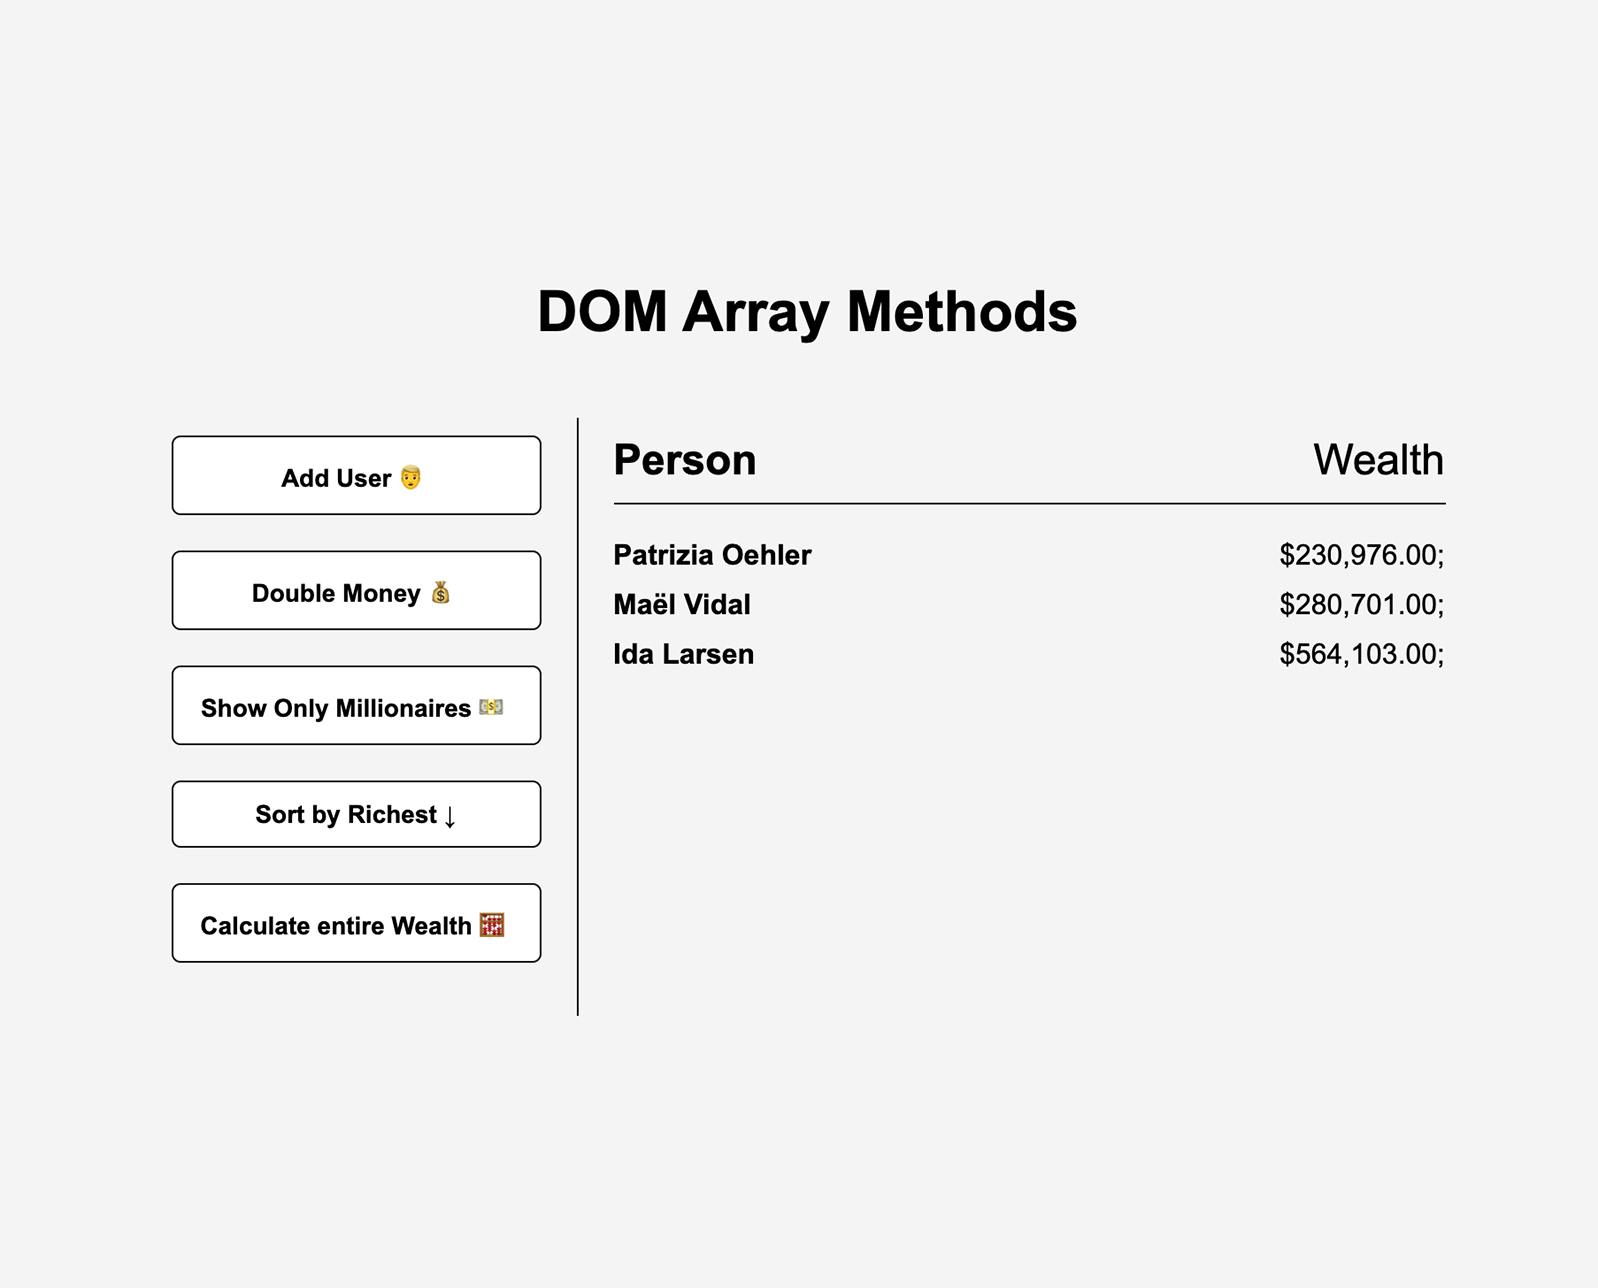 DOM Array Methods
Add User 👨
Double Money 💰
Show Only Millionaires 💵
Sort by Richest ↓
Calculate entire Wealth 🧮
Person Wealth
Patrizia Oehler $230,976.00;
Maël Vidal $280,701.00;
Ida Larsen $564,103.00;